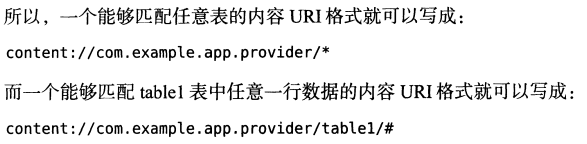 所以，一个能够匹配任意表的内容 URI 格式就可以写成：
content://com.example.app.provider/*
而一个能够匹配 table1 表中任意一行数据的内容 URI 格式就可以写成：
content://com.example.app.provider/table1/#